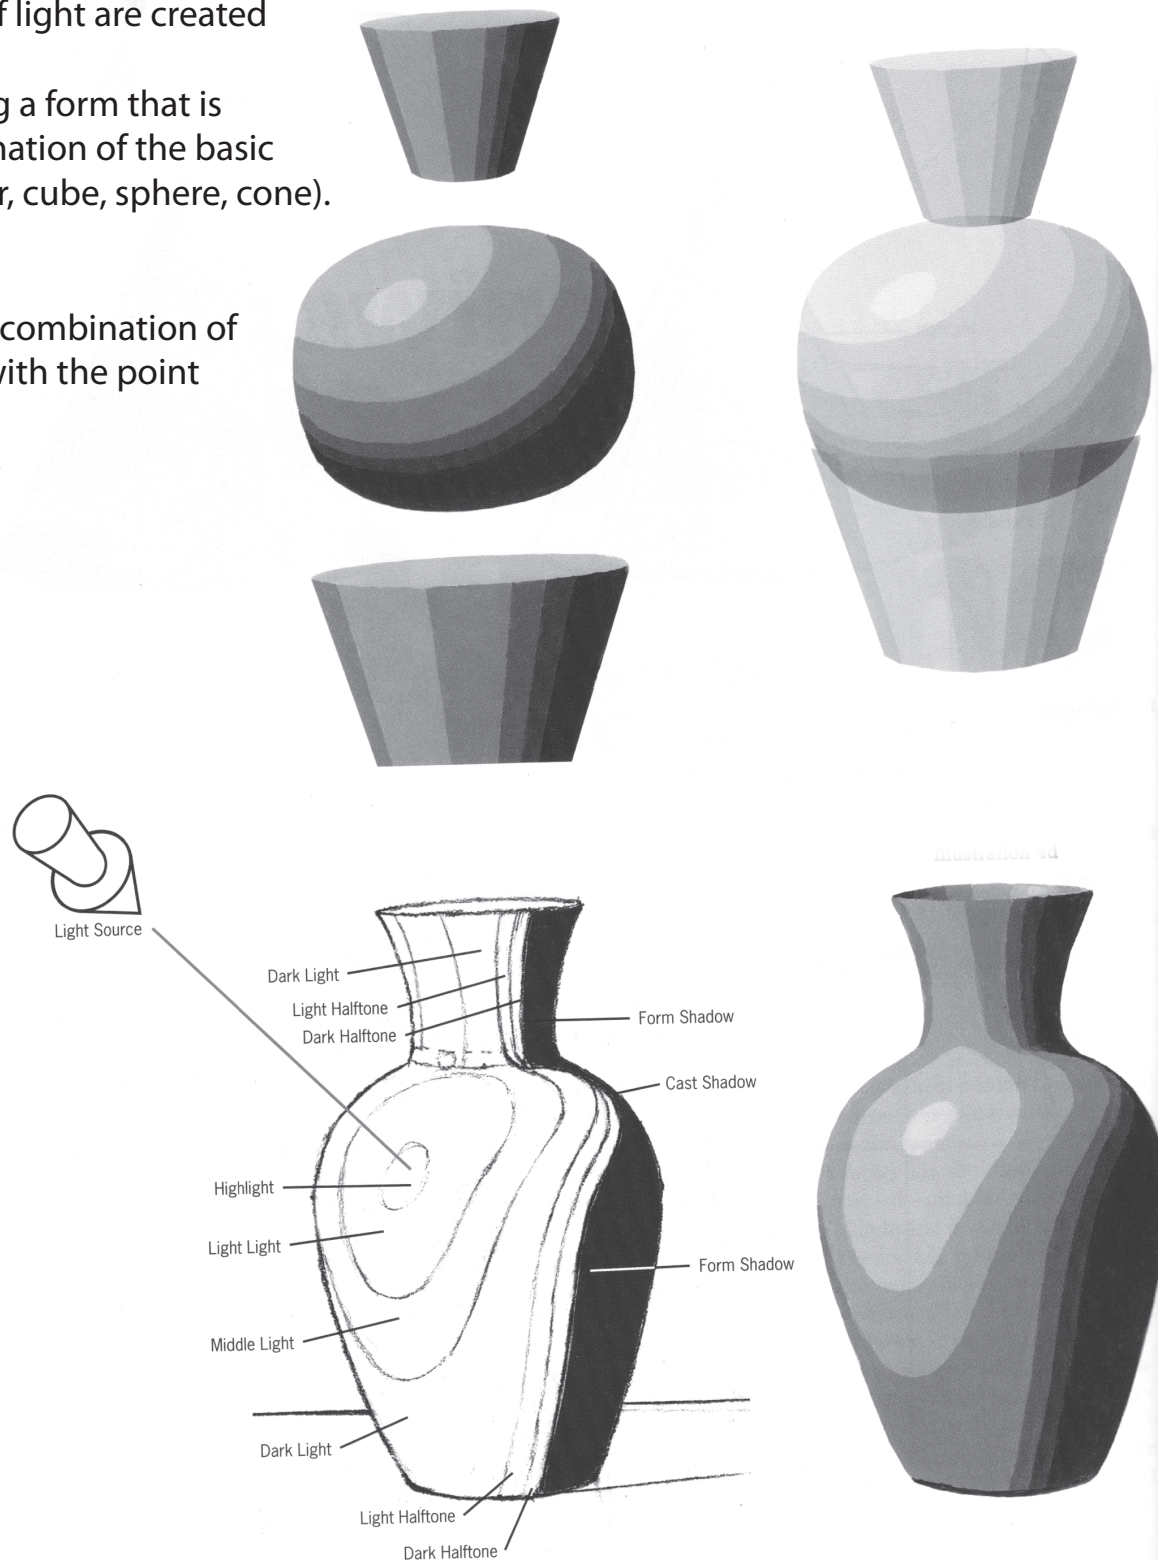 f light are created
g a form that is
nation of the basic
r, cube, sphere, cone).
combination of
with the point
Light Source
Dark Light
Light Halftone
Dark Halftone
Form Shadow
Cast Shadow
Highlight
Light Light
Form Shadow
Middle Light
Dark Light
Light Halftone
Dark Halftone